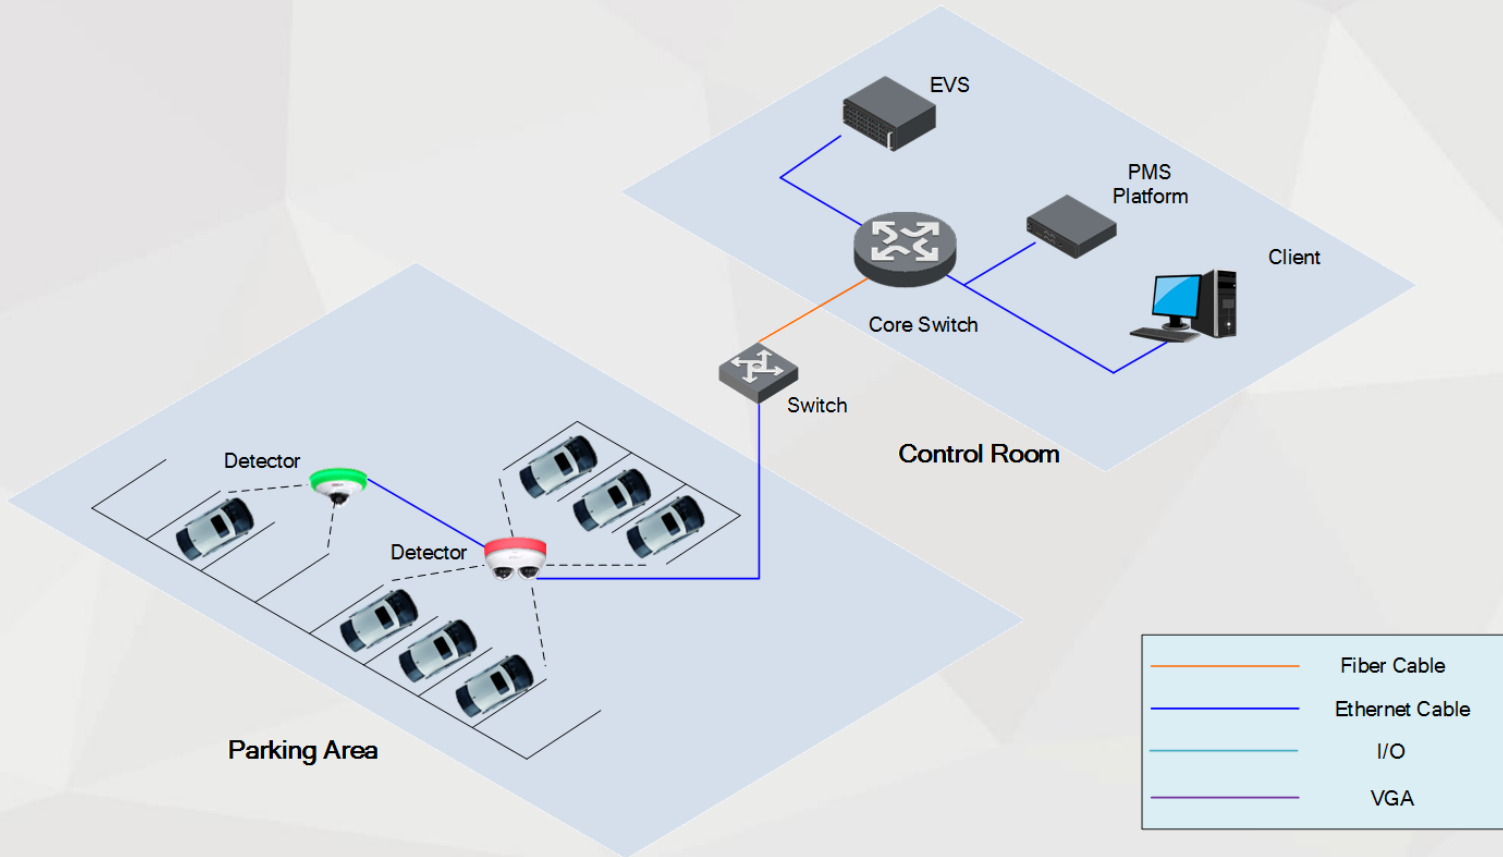 EVS
PMS
Platform
Client
Core Switch
Switch
Control Room
Detector
Detector
Parking Area
Fiber Cable
Ethernet Cable
I/O
VGA